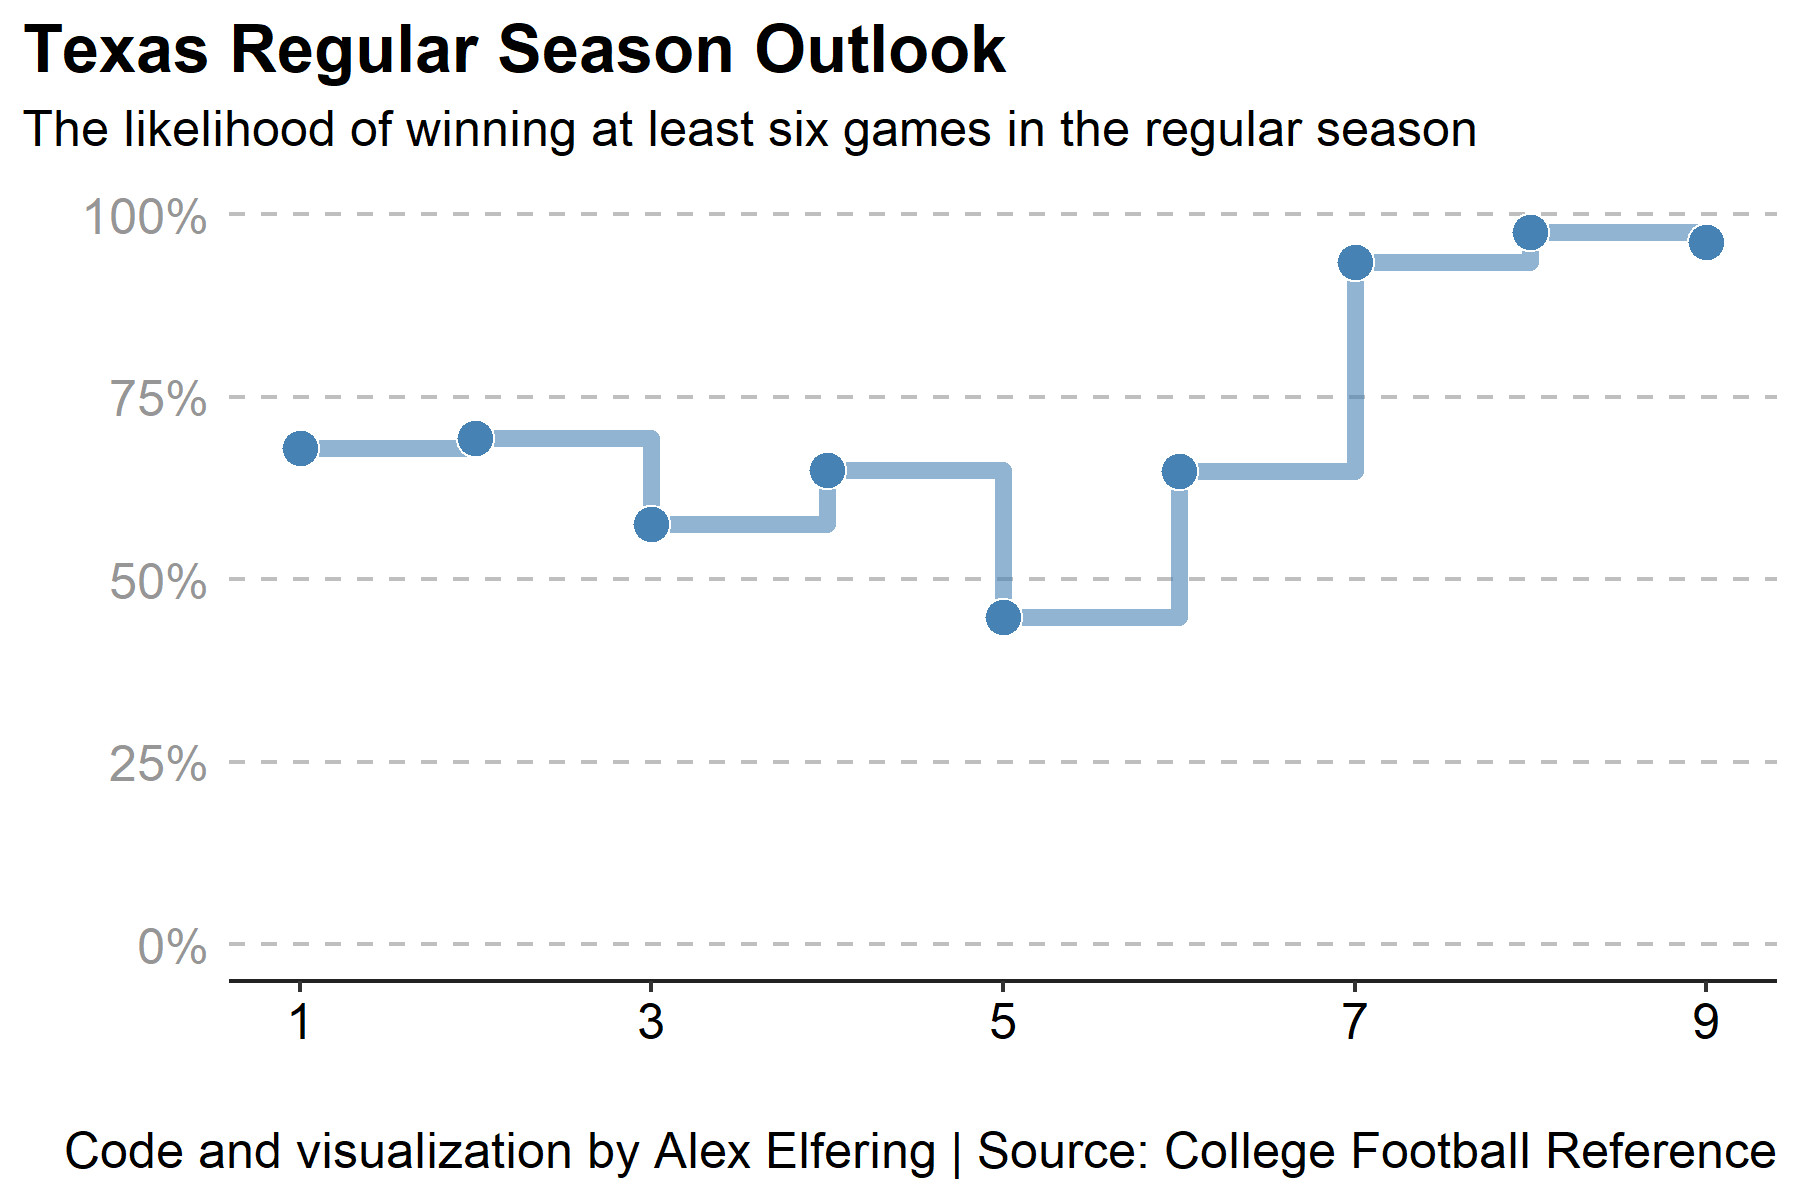 Texas Regular Season Outlook
The likelihood of winning at least six games in the regular season
100%
75%
50%
25%
0%
1 3 5 7 9
Code and visualization by Alex Elfering | Source: College Football Reference